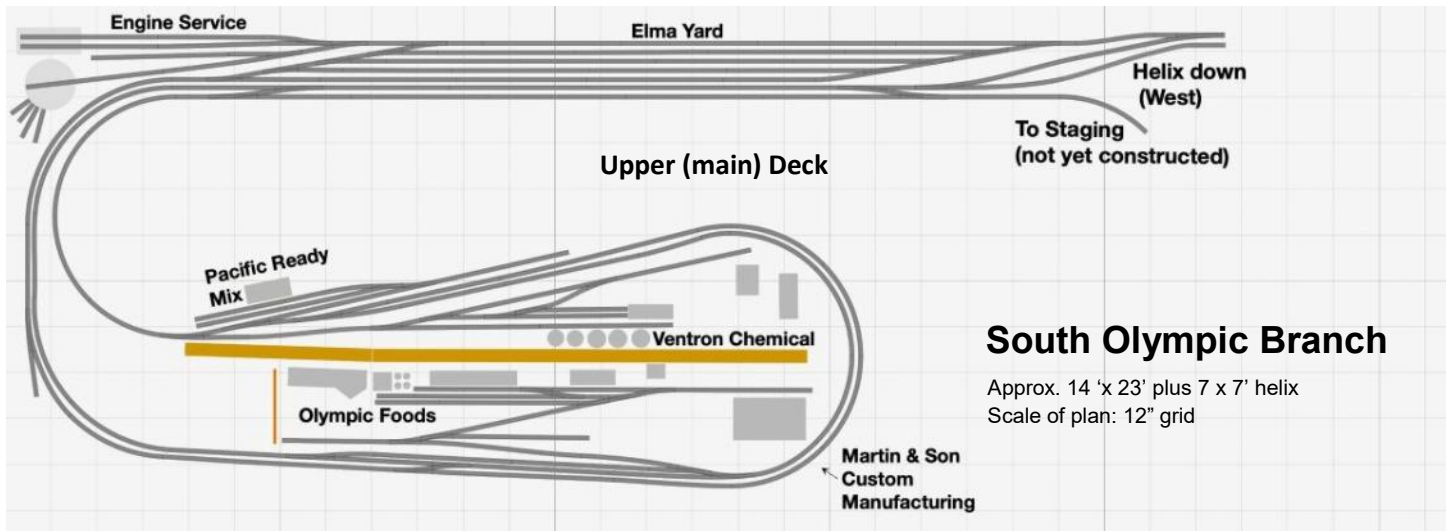 Engine Service
Elma Yard
Helix down
(West)
To Staging
(not yet constructed)
Upper (main) Deck
Pacific Ready
Mix
Ventron Chemical
South Olympic Branch
Approx. 14 ‘x 23’ plus 7 x 7’ helix
Scale of plan: 12” grid
Olympic Foods
Martin & Son
Custom
Manufacturing